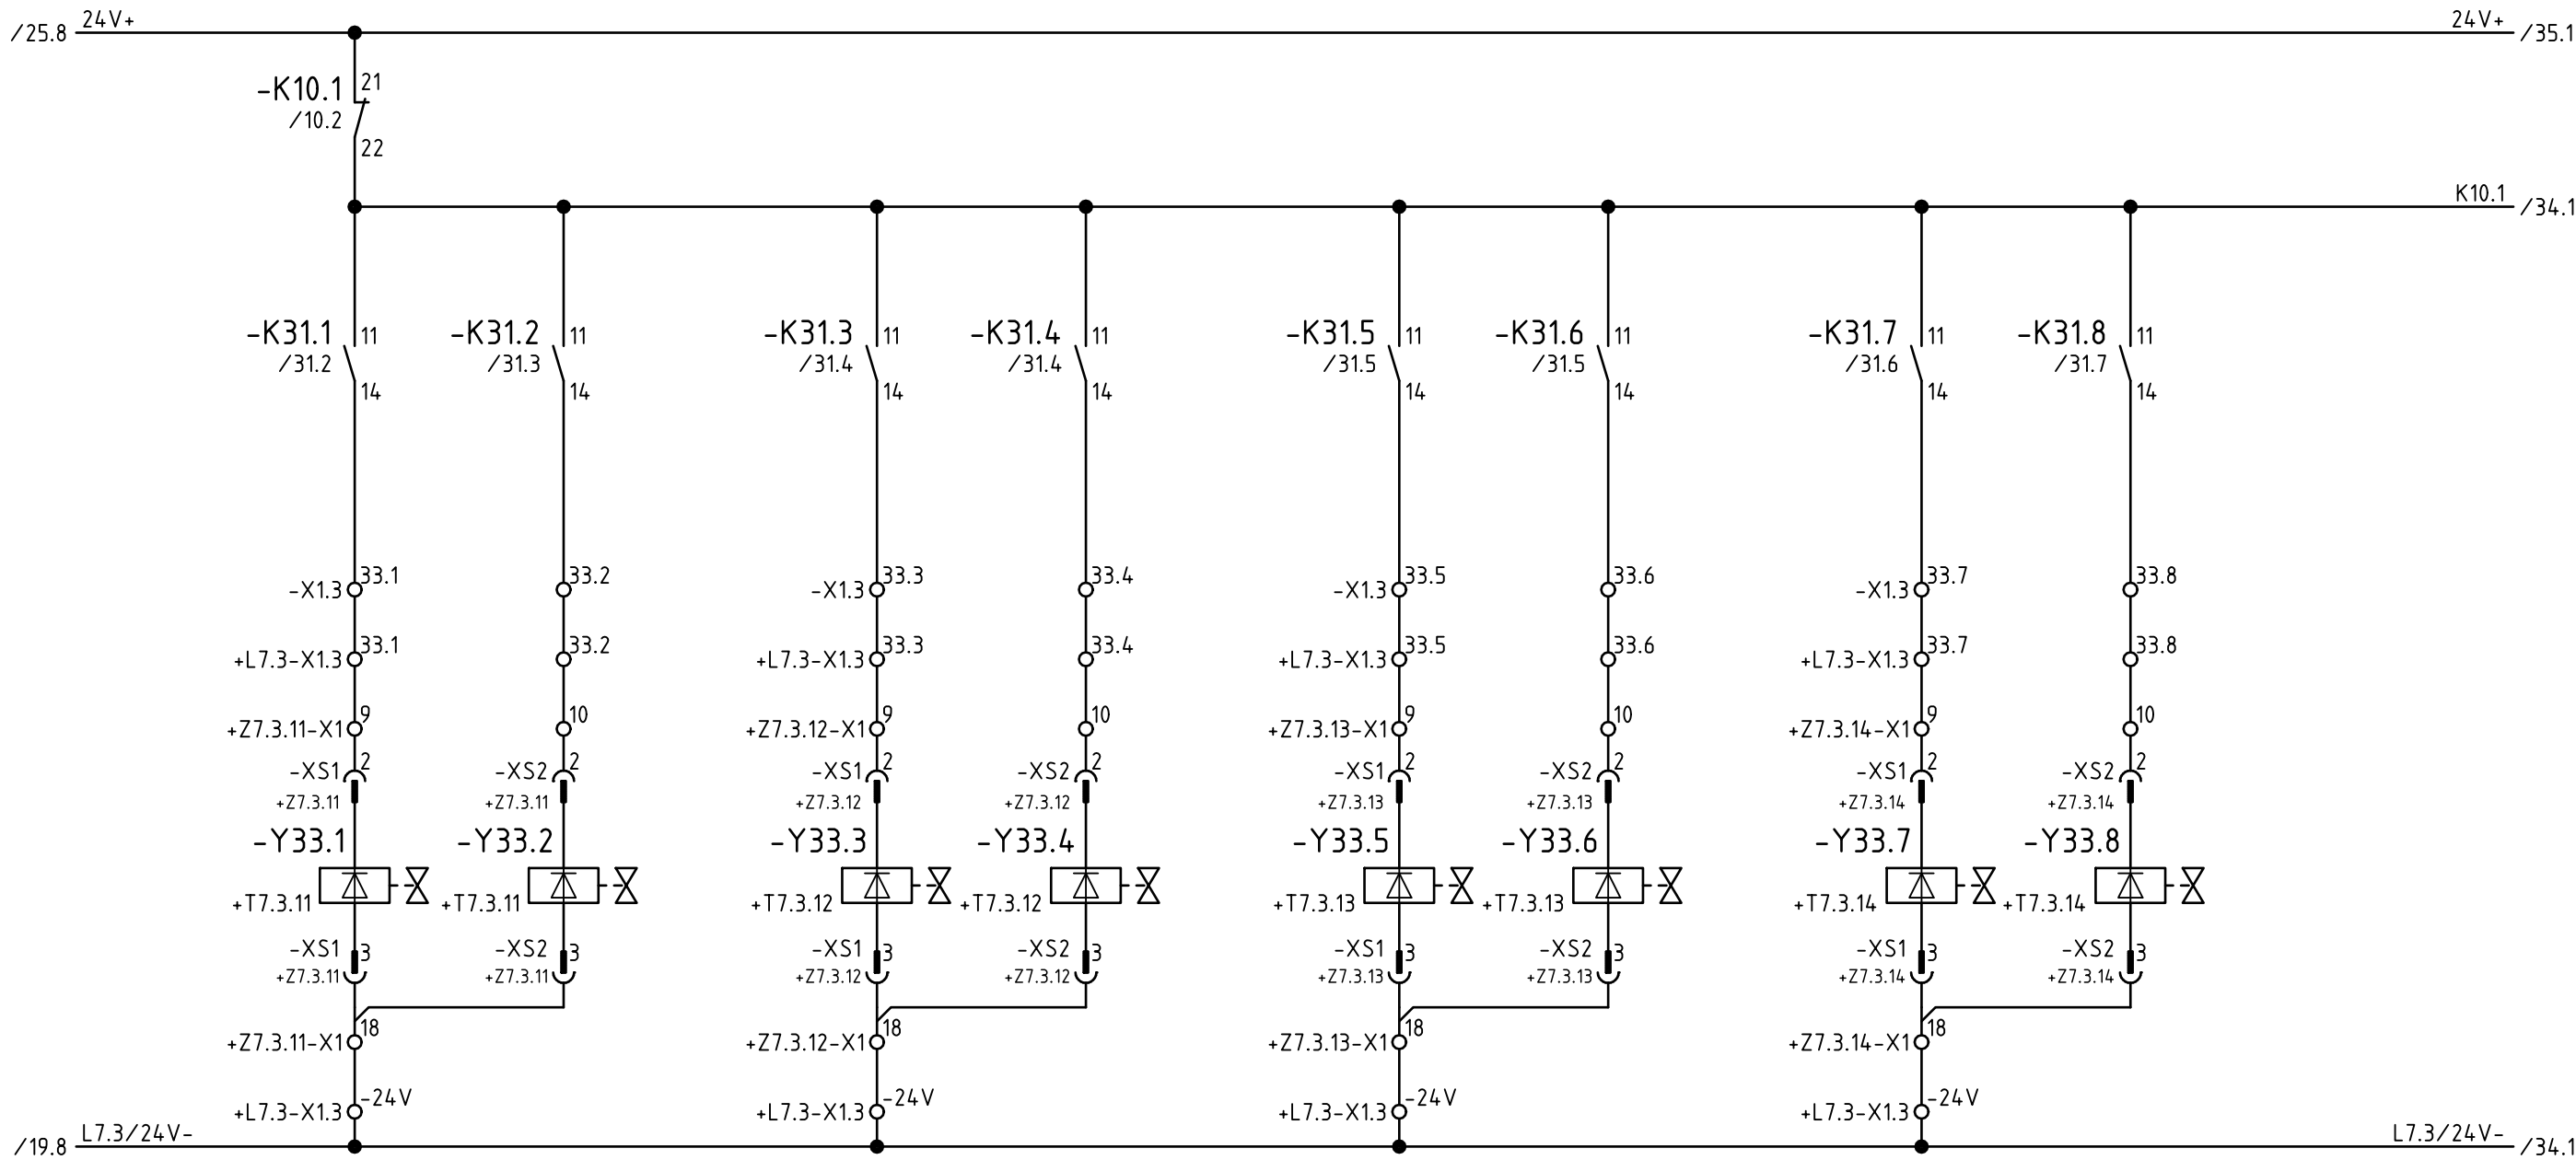 24V+ 24V+
/25.8 /35.1
-K10.1 21
/10.2
22
K10.1
/34.1
-K31.1 11 -K31.2 11 -K31.3 11 -K31.4 11 -K31.5 11 -K31.6 11 -K31.7 11 -K31.8 11
/31.2 /31.3 /31.4 /31.4 /31.5 /31.5 /31.6 /31.7
14 14 14 14 14 14 14 14
33.1 33.2 33.3 33.4 33.5 33.6 33.7 33.8
-X1.3 -X1.3 -X1.3 -X1.3
33.1 33.2 33.3 33.4 33.5 33.6 33.7 33.8
+L7.3-X1.3 +L7.3-X1.3 +L7.3-X1.3 +L7.3-X1.3
9 10 9 10 9 10 9 10
+Z7.3.11-X1 +Z7.3.12-X1 +Z7.3.13-X1 +Z7.3.14-X1
-XS1 2 -XS2 2 -XS1 2 -XS2 2 -XS1 2 -XS2 2 -XS1 2 -XS2 2
+Z7.3.11 +Z7.3.11 +Z7.3.12 +Z7.3.12 +Z7.3.13 +Z7.3.13 +Z7.3.14 +Z7.3.14
-Y33.1 -Y33.2 -Y33.3 -Y33.4 -Y33.5 -Y33.6 -Y33.7 -Y33.8
+T7.3.11 +T7.3.11 +T7.3.12 +T7.3.12 +T7.3.13 +T7.3.13 +T7.3.14 +T7.3.14
-XS1 3 -XS2 3 -XS1 3 -XS2 3 -XS1 3 -XS2 3 -XS1 3 -XS2 3
+Z7.3.11 +Z7.3.11 +Z7.3.12 +Z7.3.12 +Z7.3.13 +Z7.3.13 +Z7.3.14 +Z7.3.14
18 18 18 18
+Z7.3.11-X1 +Z7.3.12-X1 +Z7.3.13-X1 +Z7.3.14-X1
-24V -24V -24V -24V
+L7.3-X1.3 +L7.3-X1.3 +L7.3-X1.3 +L7.3-X1.3
L7.3/24V- L7.3/24V-
/19.8 /34.1